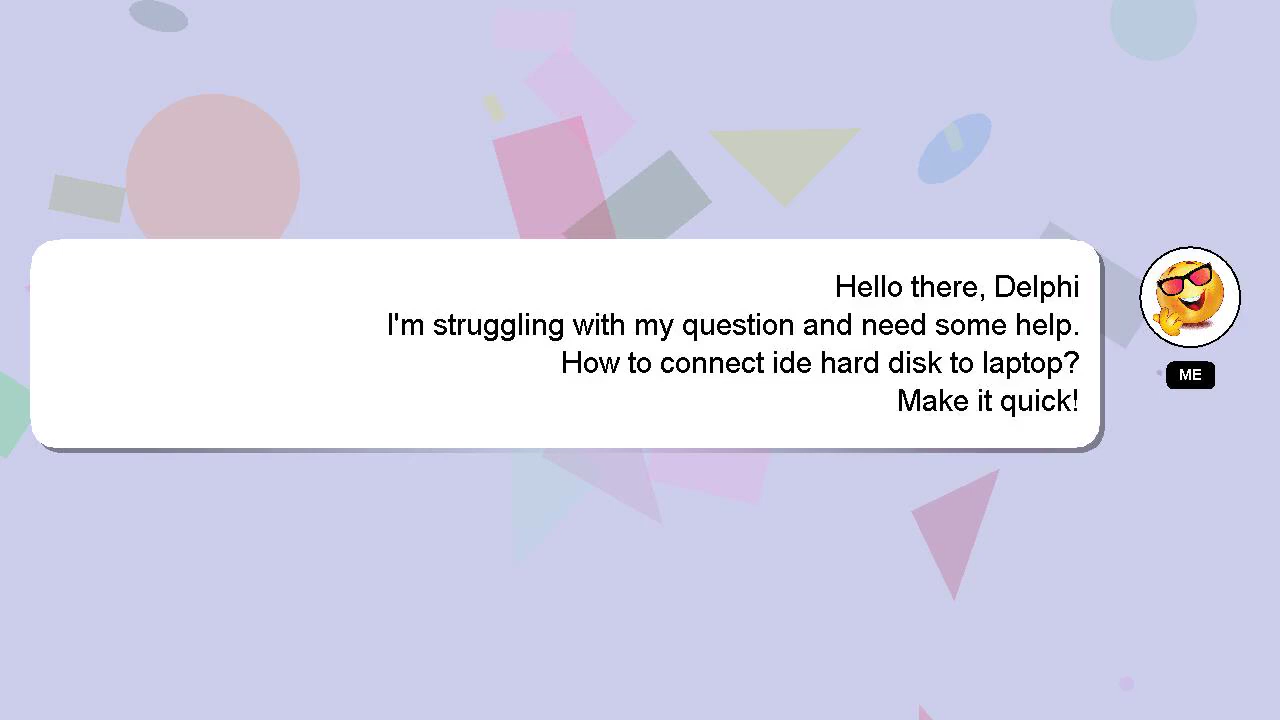 Hello there, Delphi
I'm struggling with my question and need some help.
How to connect ide hard disk to laptop?
Make it quick!
ME